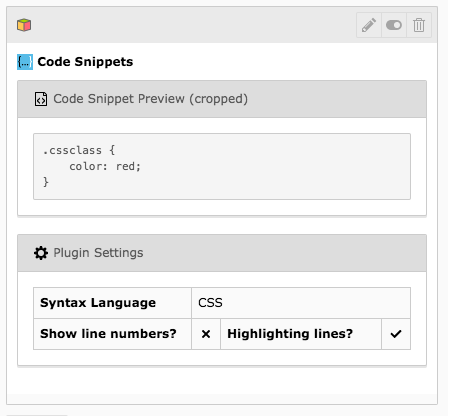 {...} Code Snippets
Code Snippet Preview (cropped)
.cssclass {
    color: red;
}
Plugin Settings
Syntax Language CSS
Show line numbers? × Highlighting lines? ✓